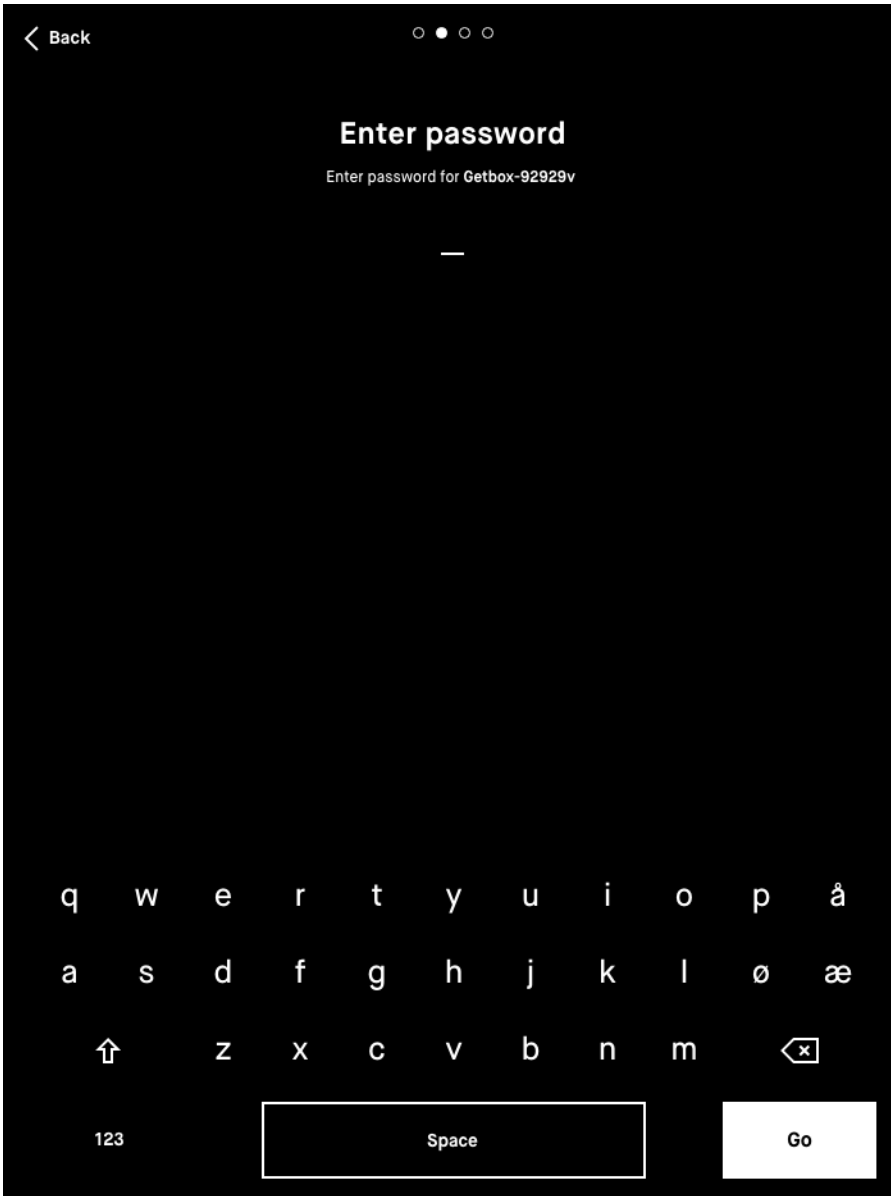 Back
Enter password
Enter password for Getbox-92929v
q w e r t y u i o p å
a s d f g h j k l ø æ
z x c v b n m
123 Space Go